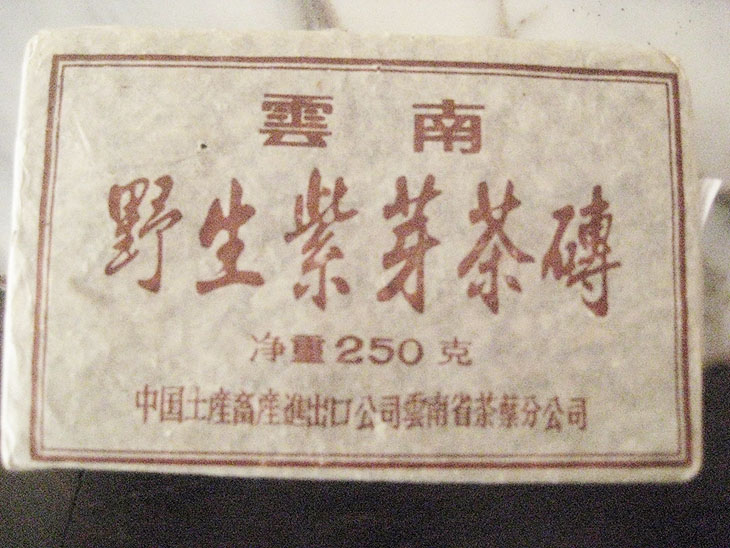 雲南
野生紫芽茶磚
净重250克
中国土産畜産進出口公司雲南省茶葉分公司